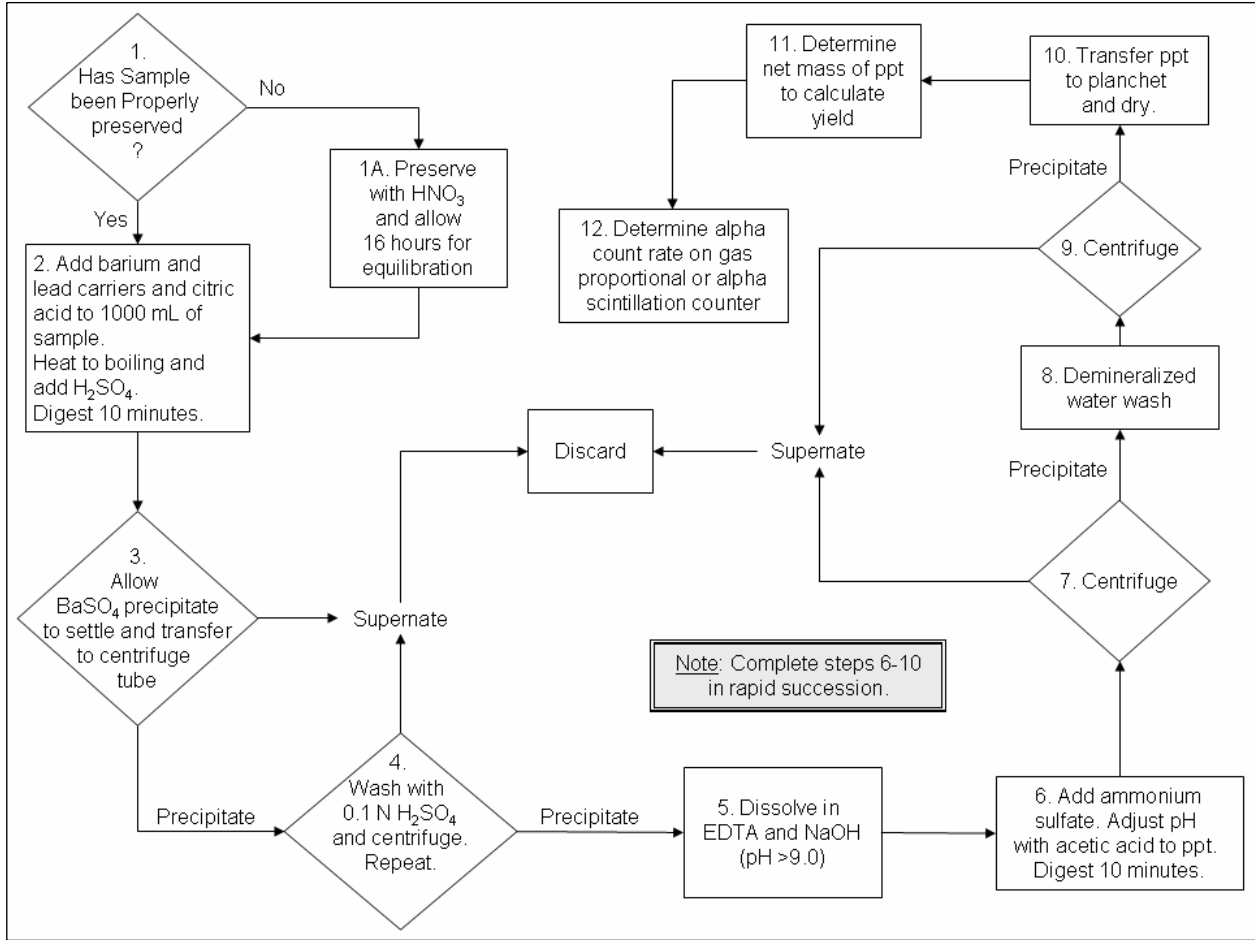 1.
Has Sample
been Properly
preserved
?
No
Yes
1A. Preserve
with HNO₃
and allow
16 hours for
equilibration
2. Add barium and
lead carriers and citric
acid to 1000 mL of
sample.
Heat to boiling and
add H₂SO₄.
Digest 10 minutes.
3.
Allow
BaSO₄ precipitate
to settle and transfer
to centrifuge
tube
Supernate
Precipitate
4.
Wash with
0.1 N H₂SO₄
and centrifuge.
Repeat.
Precipitate
5. Dissolve in
EDTA and NaOH
(pH >9.0)
6. Add ammonium
sulfate. Adjust pH
with acetic acid to ppt.
Digest 10 minutes.
7. Centrifuge
Precipitate
Supernate
Discard
8. Demineralized
water wash
9. Centrifuge
Precipitate
10. Transfer ppt
to planchet
and dry.
11. Determine
net mass of ppt
to calculate
yield
12. Determine alpha
count rate on gas
proportional or alpha
scintillation counter
Note: Complete steps 6-10
in rapid succession.